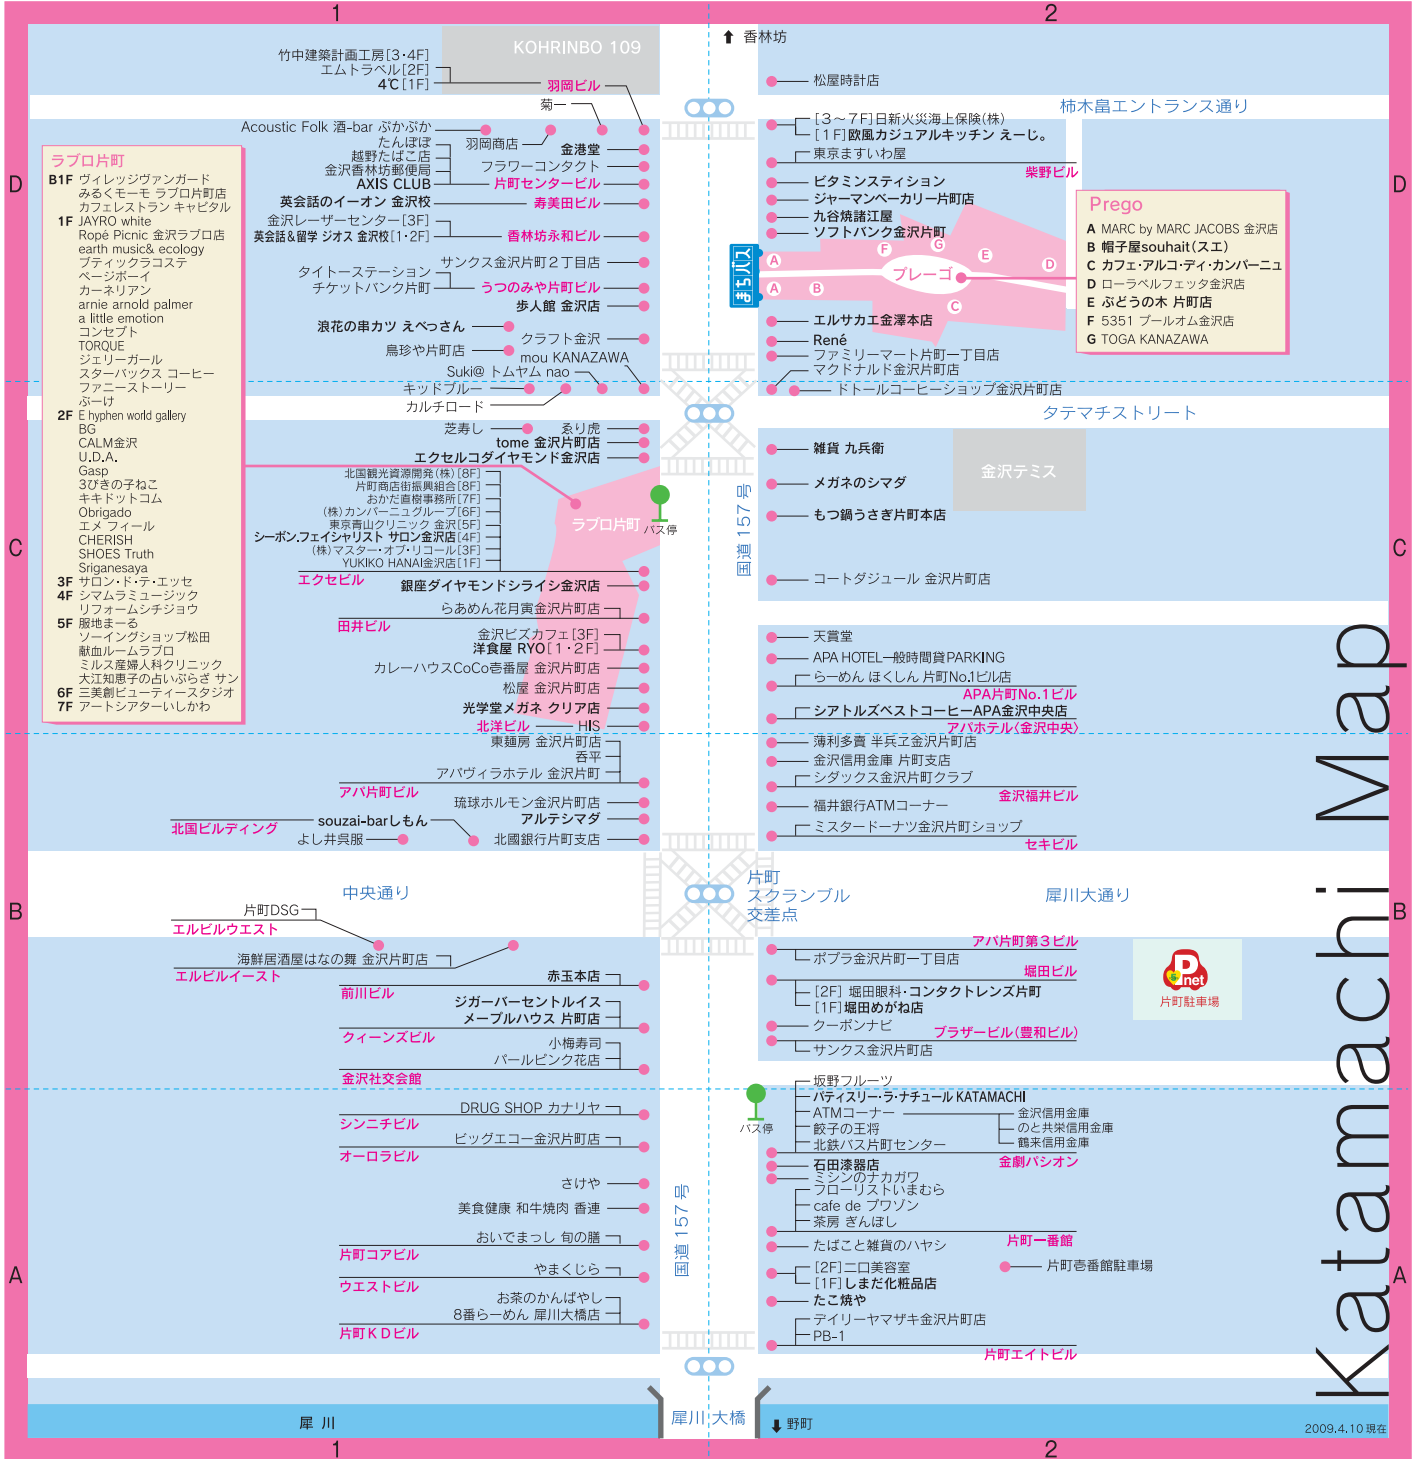 1
2
D
C
B
A
D
C
B
A
1
2
KOHRINBO 109
竹中建築計画工房[3・4F]
エムトラベル[2F]
4℃[1F]
羽岡ビル
菊一
Acoustic Folk 酒-bar ぷかぷか
羽岡商店
たんぽぽ
越野たばこ店
金沢香林坊郵便局
AXIS CLUB
金港堂
フラワーコンタクト
片町センタービル
英会話のイーオン 金沢校
寿美田ビル
金沢レーザーセンター[3F]
英会話&留学 ジオス 金沢校[1・2F]
香林坊永和ビル
サンクス金沢片町2丁目店
タイトーステーション
チケットバンク片町
うつのみや片町ビル
歩人館 金沢店
浪花の串カツ えべっさん
クラフト金沢
鳥珍や片町店
mou KANAZAWA
Suki@ トムヤム nao
キッドブルー
カルチロード
ラブロ片町
B1F ヴィレッジヴァンガード
みるくモーモ ラブロ片町店
カフェレストラン キャピタル
1F JAYRO white
Ropé Picnic 金沢ラブロ店
earth music& ecology
ブティックラコステ
ページボーイ
カーネリアン
arnie arnold palmer
a little emotion
コンセプト
TORQUE
ジェリーガール
スターバックス コーヒー
ファニーストーリー
ぶーけ
2F E hyphen world gallery
BG
CALM金沢
U.D.A.
Gasp
3びきの子ねこ
キキドットコム
Obrigado
エメ フィール
CHERISH
SHOES Truth
Sriganesaya
3F サロン・ド・テ・エッセ
4F シマムラミュージック
リフォームシチジョウ
5F 服地まーる
ソーイングショップ松田
献血ルームラブロ
ミルス産婦人科クリニック
大江知恵子の占いぷらざ サン
6F 三美創ビューティースタジオ
7F アートシアターいしかわ
芝寿し
ゑり虎
tome 金沢片町店
エクセルコダイヤモンド金沢店
北国観光資源開発(株)[8F]
片町商店街振興組合[8F]
おかだ直樹事務所[7F]
(株)カンパーニュグループ[6F]
東京青山クリニック 金沢[5F]
シーボン.フェイシャリスト サロン金沢店[4F]
(株)マスター・オブ・リコール[3F]
YUKIKO HANAI金沢店[1F]
エクセビル
ラブロ片町
バス停
銀座ダイヤモンドシライシ金沢店
らあめん花月寅金沢片町店
田井ビル
金沢ビズカフェ[3F]
洋食屋 RYO[1・2F]
カレーハウスCoCo壱番屋 金沢片町店
松屋 金沢片町店
光学堂メガネ クリア店
北洋ビル
HIS
東麺房 金沢片町店
呑平
アパヴィラホテル 金沢片町
アパ片町ビル
琉球ホルモン金沢片町店
アルテシマダ
北国ビルディング
souzai-barしもん
よし井呉服
北國銀行片町支店
中央通り
片町DSG
エルビルウエスト
海鮮居酒屋はなの舞 金沢片町店
エルビルイースト
赤玉本店
前川ビル
ジガーバーセントルイス
メープルハウス 片町店
クィーンズビル
小梅寿司
パールピンク花店
金沢社交会館
DRUG SHOP カナリヤ
シンニチビル
ビッグエコー金沢片町店
オーロラビル
さけや
美食健康 和牛焼肉 香連
おいでまっし 旬の膳
片町コアビル
やまくじら
ウエストビル
お茶のかんばやし
8番らーめん 犀川大橋店
片町KDビル
犀川
香林坊
松屋時計店
柿木畠エントランス通り
[3~7F]日新火災海上保険(株)
[1F]欧風カジュアルキッチン えーじ。
東京ますいわ屋
柴野ビル
ビタミンスティション
ジャーマンベーカリー片町店
九谷焼諸江屋
ソフトバンク金沢片町
まちバス
A
A
B
F
G
E
D
C
プレーゴ
Prego
A MARC by MARC JACOBS 金沢店
B 帽子屋souhait(スエ)
C カフェ・アルコ・ディ・カンパーニュ
D ローラペルフェッタ金沢店
E ぶどうの木 片町店
F 5351 プールオム金沢店
G TOGA KANAZAWA
エルサカエ金澤本店
René
ファミリーマート片町一丁目店
マクドナルド金沢片町店
ドトールコーヒーショップ金沢片町店
タテマチストリート
雑貨 九兵衛
メガネのシマダ
もつ鍋うさぎ片町本店
金沢テミス
コートダジュール 金沢片町店
国道157号
天賞堂
APA HOTEL一般時間貸PARKING
らーめん ほくしん 片町No.1ビル店
APA片町No.1ビル
シアトルズベストコーヒーAPA金沢中央店
アパホテル〈金沢中央〉
薄利多賣 半兵ヱ金沢片町店
金沢信用金庫 片町支店
シダックス金沢片町クラブ
金沢福井ビル
福井銀行ATMコーナー
ミスタードーナツ金沢片町ショップ
セキビル
片町
スクランブル
交差点
犀川大通り
アパ片町第3ビル
ポプラ金沢片町一丁目店
堀田ビル
[2F] 堀田眼科・コンタクトレンズ片町
[1F]堀田めがね店
クーポンナビ
ブラザービル(豊和ビル)
サンクス金沢片町店
P
net
片町駐車場
バス停
坂野フルーツ
パティスリー・ラ・ナチュール KATAMACHI
ATMコーナー
金沢信用金庫
のと共栄信用金庫
鶴来信用金庫
餃子の王将
北鉄バス片町センター
金劇パシオン
石田漆器店
ミシンのナカガワ
フローリストいまむら
cafe de プワゾン
茶房 ぎんぼし
片町一番館
たばこと雑貨のハヤシ
[2F]二口美容室
[1F]しまだ化粧品店
片町壱番館駐車場
たこ焼や
デイリーヤマザキ金沢片町店
PB-1
片町エイトビル
国道157号
犀川大橋
野町
Katamachi Map
2009.4.10 現在